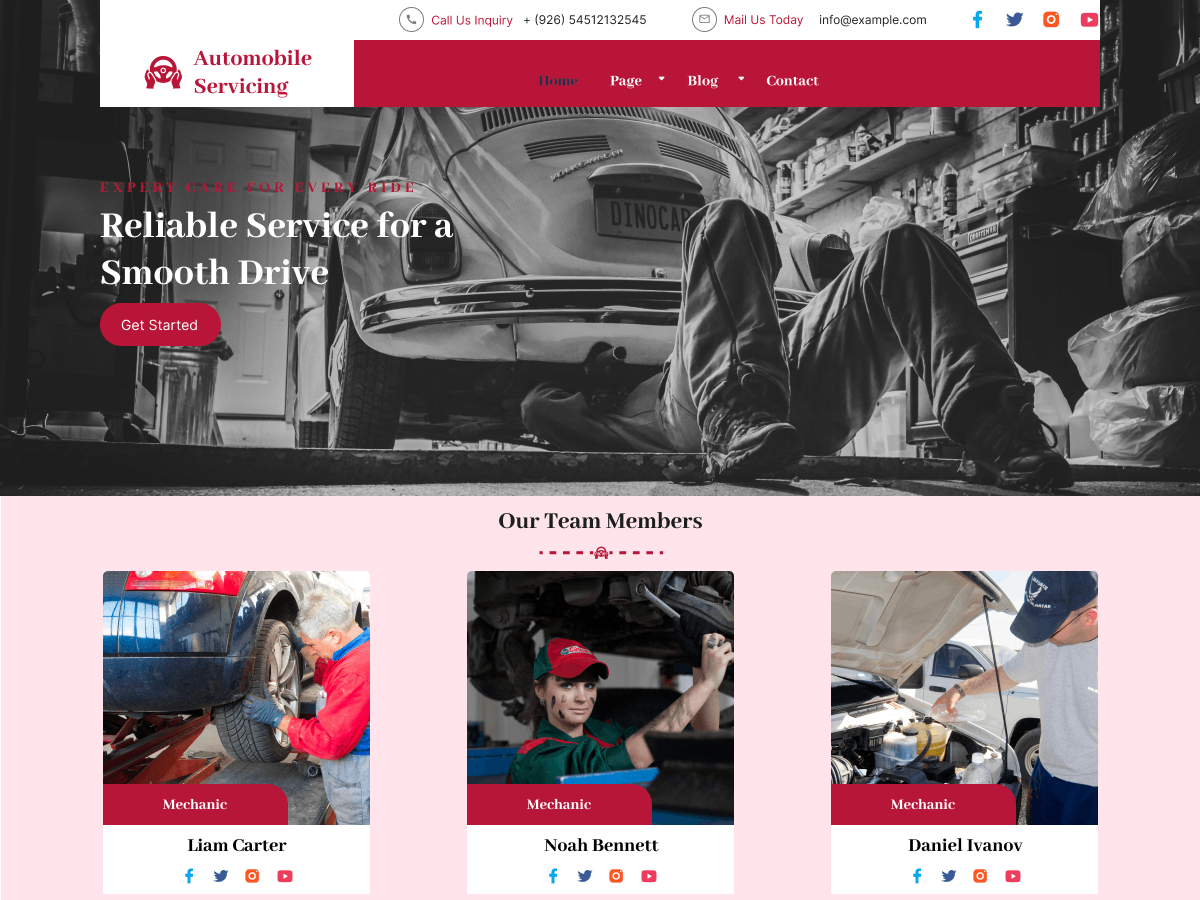 Call Us Inquiry + (926) 54512132545 Mail Us Today info@example.com
Automobile
Servicing
Home Page Blog Contact
EXPERT CARE FOR EVERY RIDE
Reliable Service for a
Smooth Drive
Get Started
VOLKSWAGEN
DINOCAR
Our Team Members
Mechanic Mechanic Mechanic
Liam Carter Noah Bennett Daniel Ivanov